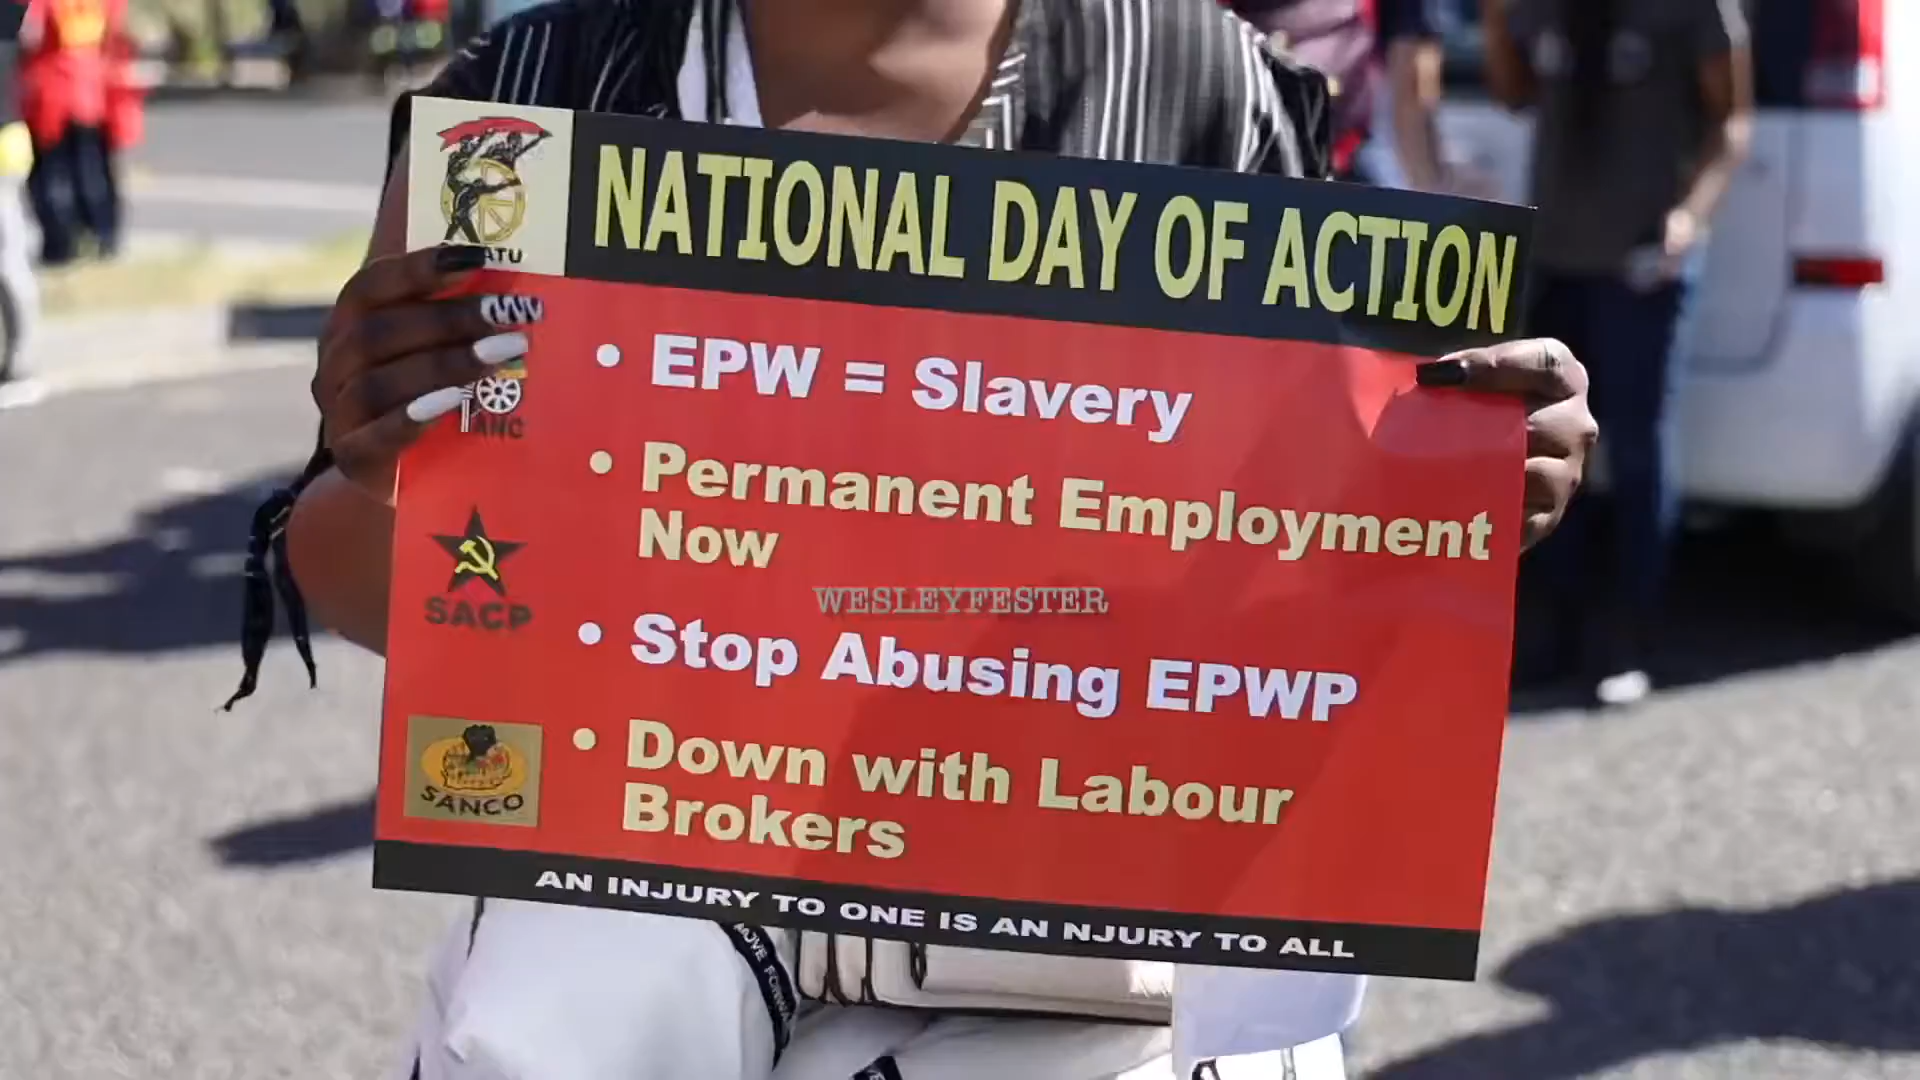 NATIONAL DAY OF ACTION
ATU
• EPW = Slavery
ANC
• Permanent Employment
Now
SACP
WESLEYFESTER
• Stop Abusing EPWP
SANCO
• Down with Labour
Brokers
AN INJURY TO ONE IS AN NJURY TO ALL